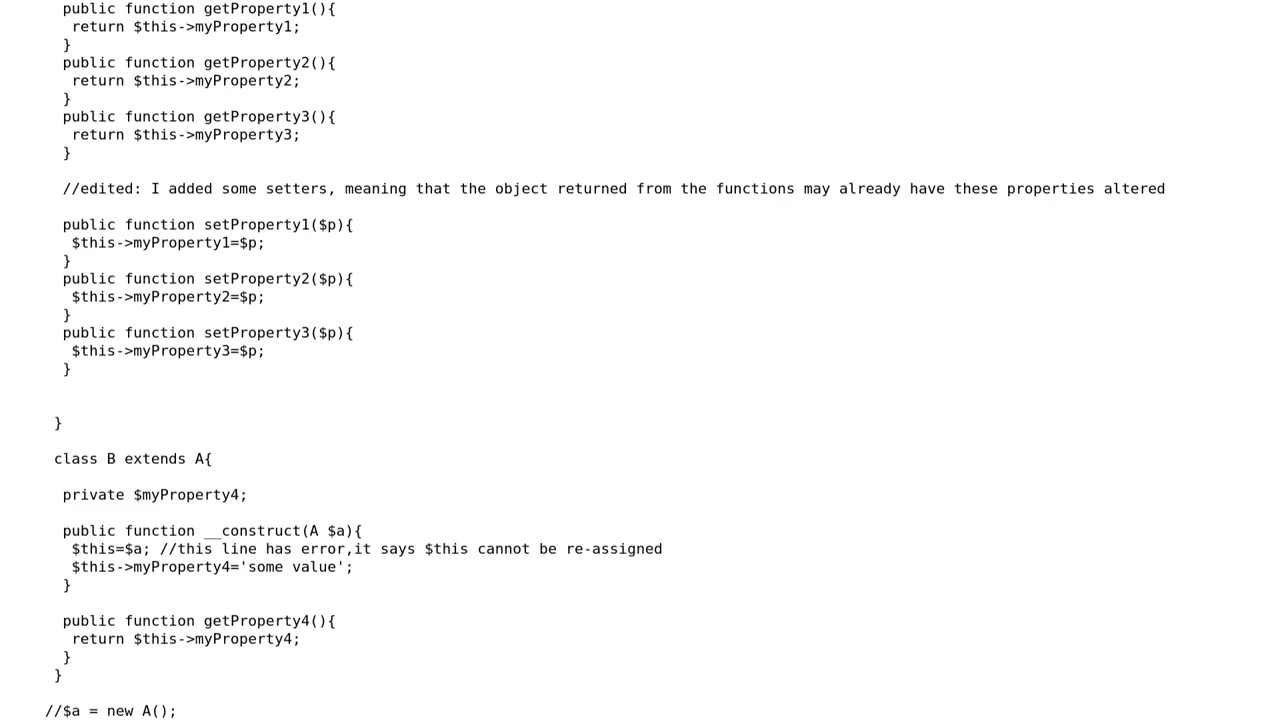 public function getProperty1(){
return $this->myProperty1;
}
public function getProperty2(){
return $this->myProperty2;
}
public function getProperty3(){
return $this->myProperty3;
}
//edited: I added some setters, meaning that the object returned from the functions may already have these properties altered
public function setProperty1($p){
$this->myProperty1=$p;
}
public function setProperty2($p){
$this->myProperty2=$p;
}
public function setProperty3($p){
$this->myProperty3=$p;
}
}
class B extends A{
private $myProperty4;
public function __construct(A $a){
$this=$a; //this line has error,it says $this cannot be re-assigned
$this->myProperty4='some value';
}
public function getProperty4(){
return $this->myProperty4;
}
}
//$a = new A();